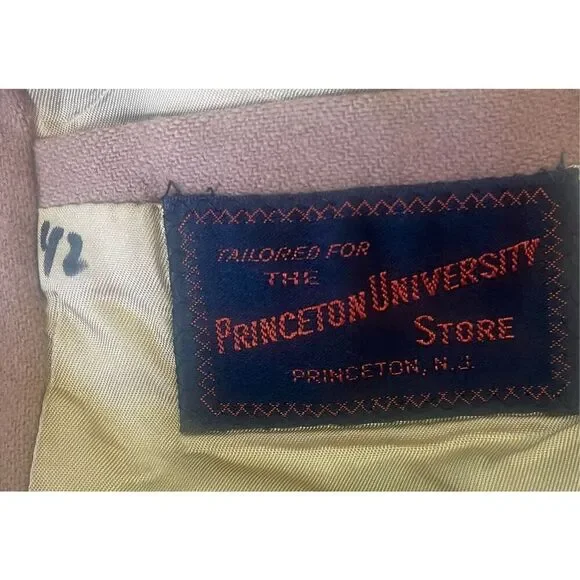 42
TAILORED FOR
THE
PRINCETON UNIVERSITY
STORE
PRINCETON, N.J.